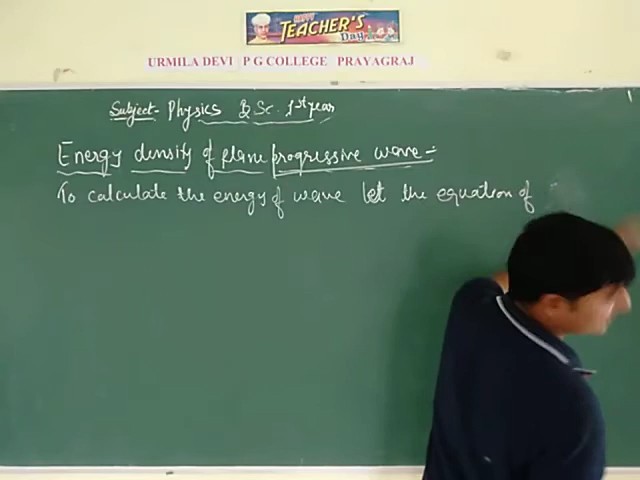 HAPPY
TEACHER'S
Day
URMILA DEVI P G COLLEGE PRAYAGRAJ
Subject- Physics B.Sc. 1st year
Energy density of plane progressive wave :-
To calculate the energy of wave let the equation of